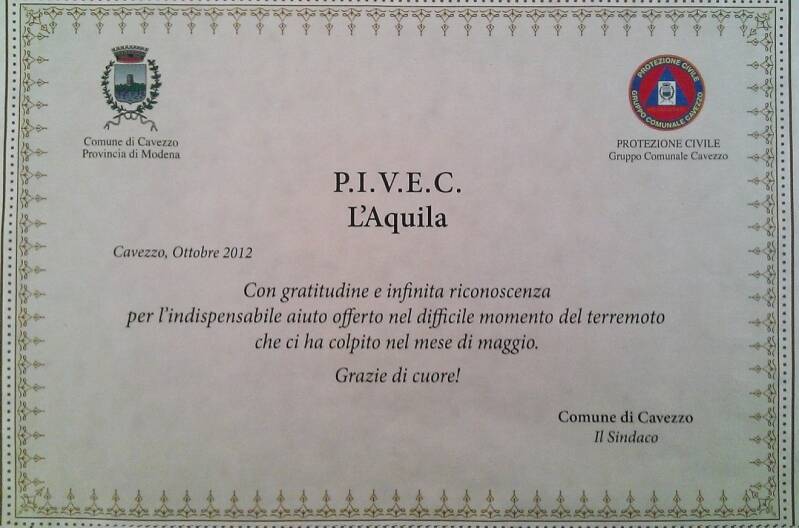 Comune di Cavezzo
Provincia di Modena
PROTEZIONE CIVILE
GRUPPO COMUNALE CAVEZZO
PROTEZIONE CIVILE
Gruppo Comunale Cavezzo
P.I.V.E.C.
L'Aquila
Cavezzo, Ottobre 2012
Con gratitudine e infinita riconoscenza
per l'indispensabile aiuto offerto nel difficile momento del terremoto
che ci ha colpito nel mese di maggio.
Grazie di cuore!
Comune di Cavezzo
Il Sindaco